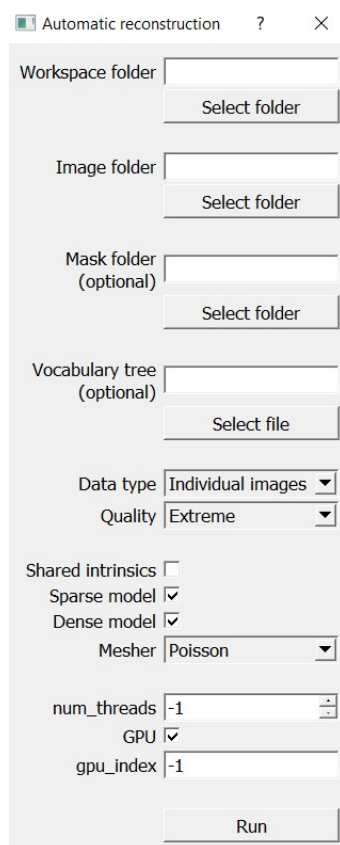 Automatic reconstruction ?
Workspace folder
Select folder
Image folder
Select folder
Mask folder
(optional)
Select folder
Vocabulary tree
(optional)
Select file
Data type Individual images
Quality Extreme
Shared intrinsics
Sparse model
Dense model
Mesher Poisson
num_threads -1
GPU
gpu_index -1
Run